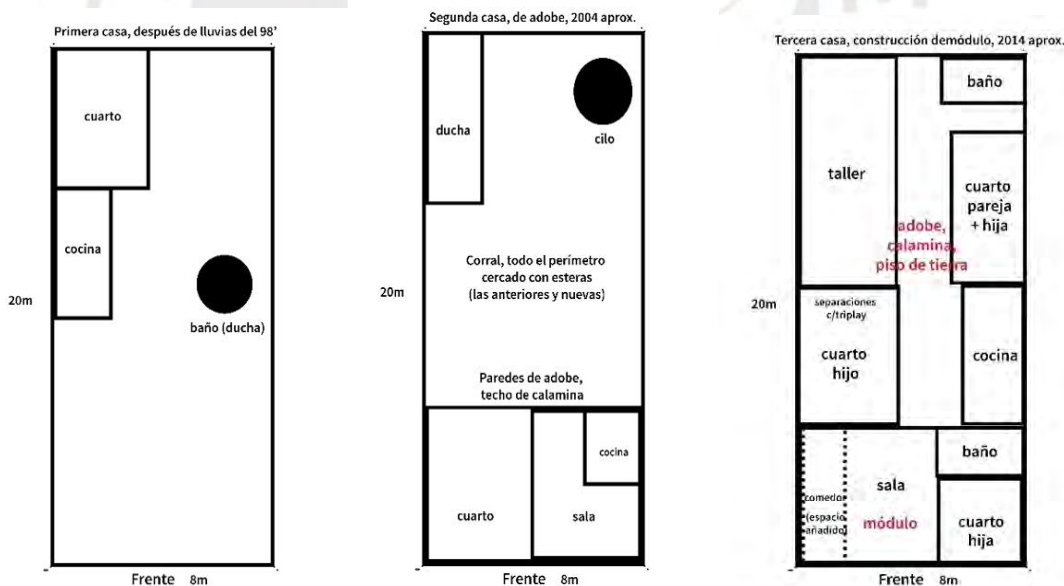 Primera casa, después de lluvias del 98'
cuarto
cocina
baño (ducha)
20m
Frente 8m
Segunda casa, de adobe, 2004 aprox.
ducha
cilo
Corral, todo el perímetro
cercado con esteras
(las anteriores y nuevas)
20m
Paredes de adobe,
techo de calamina
cocina
cuarto
sala
Frente 8m
Tercera casa, construcción demódulo, 2014 aprox.
baño
taller
cuarto
pareja
+ hija
adobe,
calamina,
piso de tierra
20m
separaciones
c/triplay
cuarto
hijo
cocina
baño
sala
comedor
(espacio
añadido)
módulo
cuarto
hija
Frente 8m